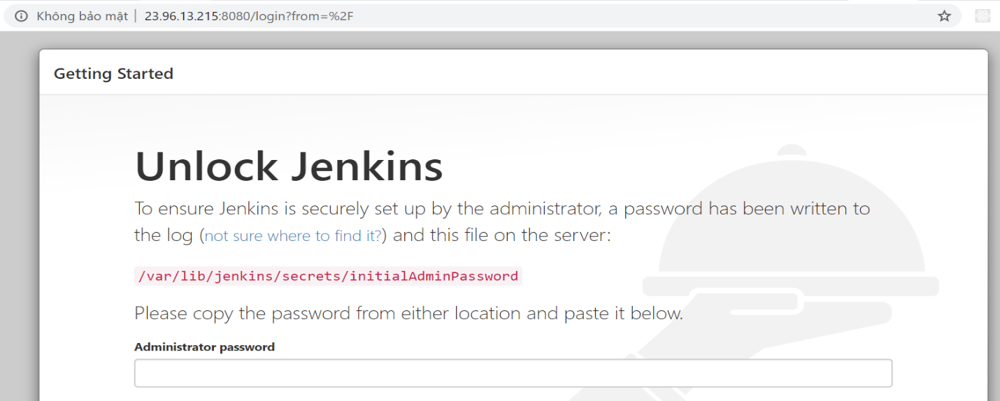 Không bảo mật | 23.96.13.215:8080/login?from=%2F
Getting Started
Unlock Jenkins
To ensure Jenkins is securely set up by the administrator, a password has been written to
the log (not sure where to find it?) and this file on the server:
/var/lib/jenkins/secrets/initialAdminPassword
Please copy the password from either location and paste it below.
Administrator password